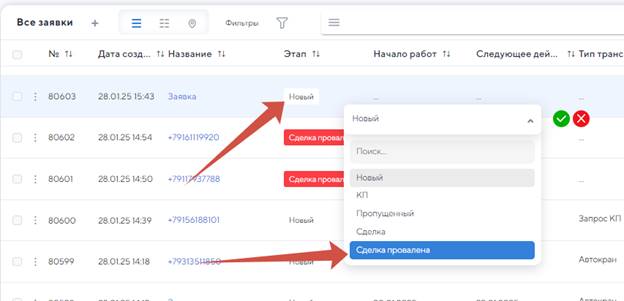 Все заявки + Фильтры
№ Дата созд... Название Этап Начало работ Следующее дей... Тип транс
80603 28.01.25 15:43 Заявка Новый ... ...
Новый
80602 28.01.25 14:54 +79161119920 Сделка провал ...
Поиск...
80601 28.01.25 14:50 +79117937788 Сделка провал ...
Новый
КП
80600 28.01.25 14:39 +79156188101 Новый Запрос КП
Пропущенный
Сделка
Сделка провалена
80599 28.01.25 14:18 +79313511850 Новый Автокран